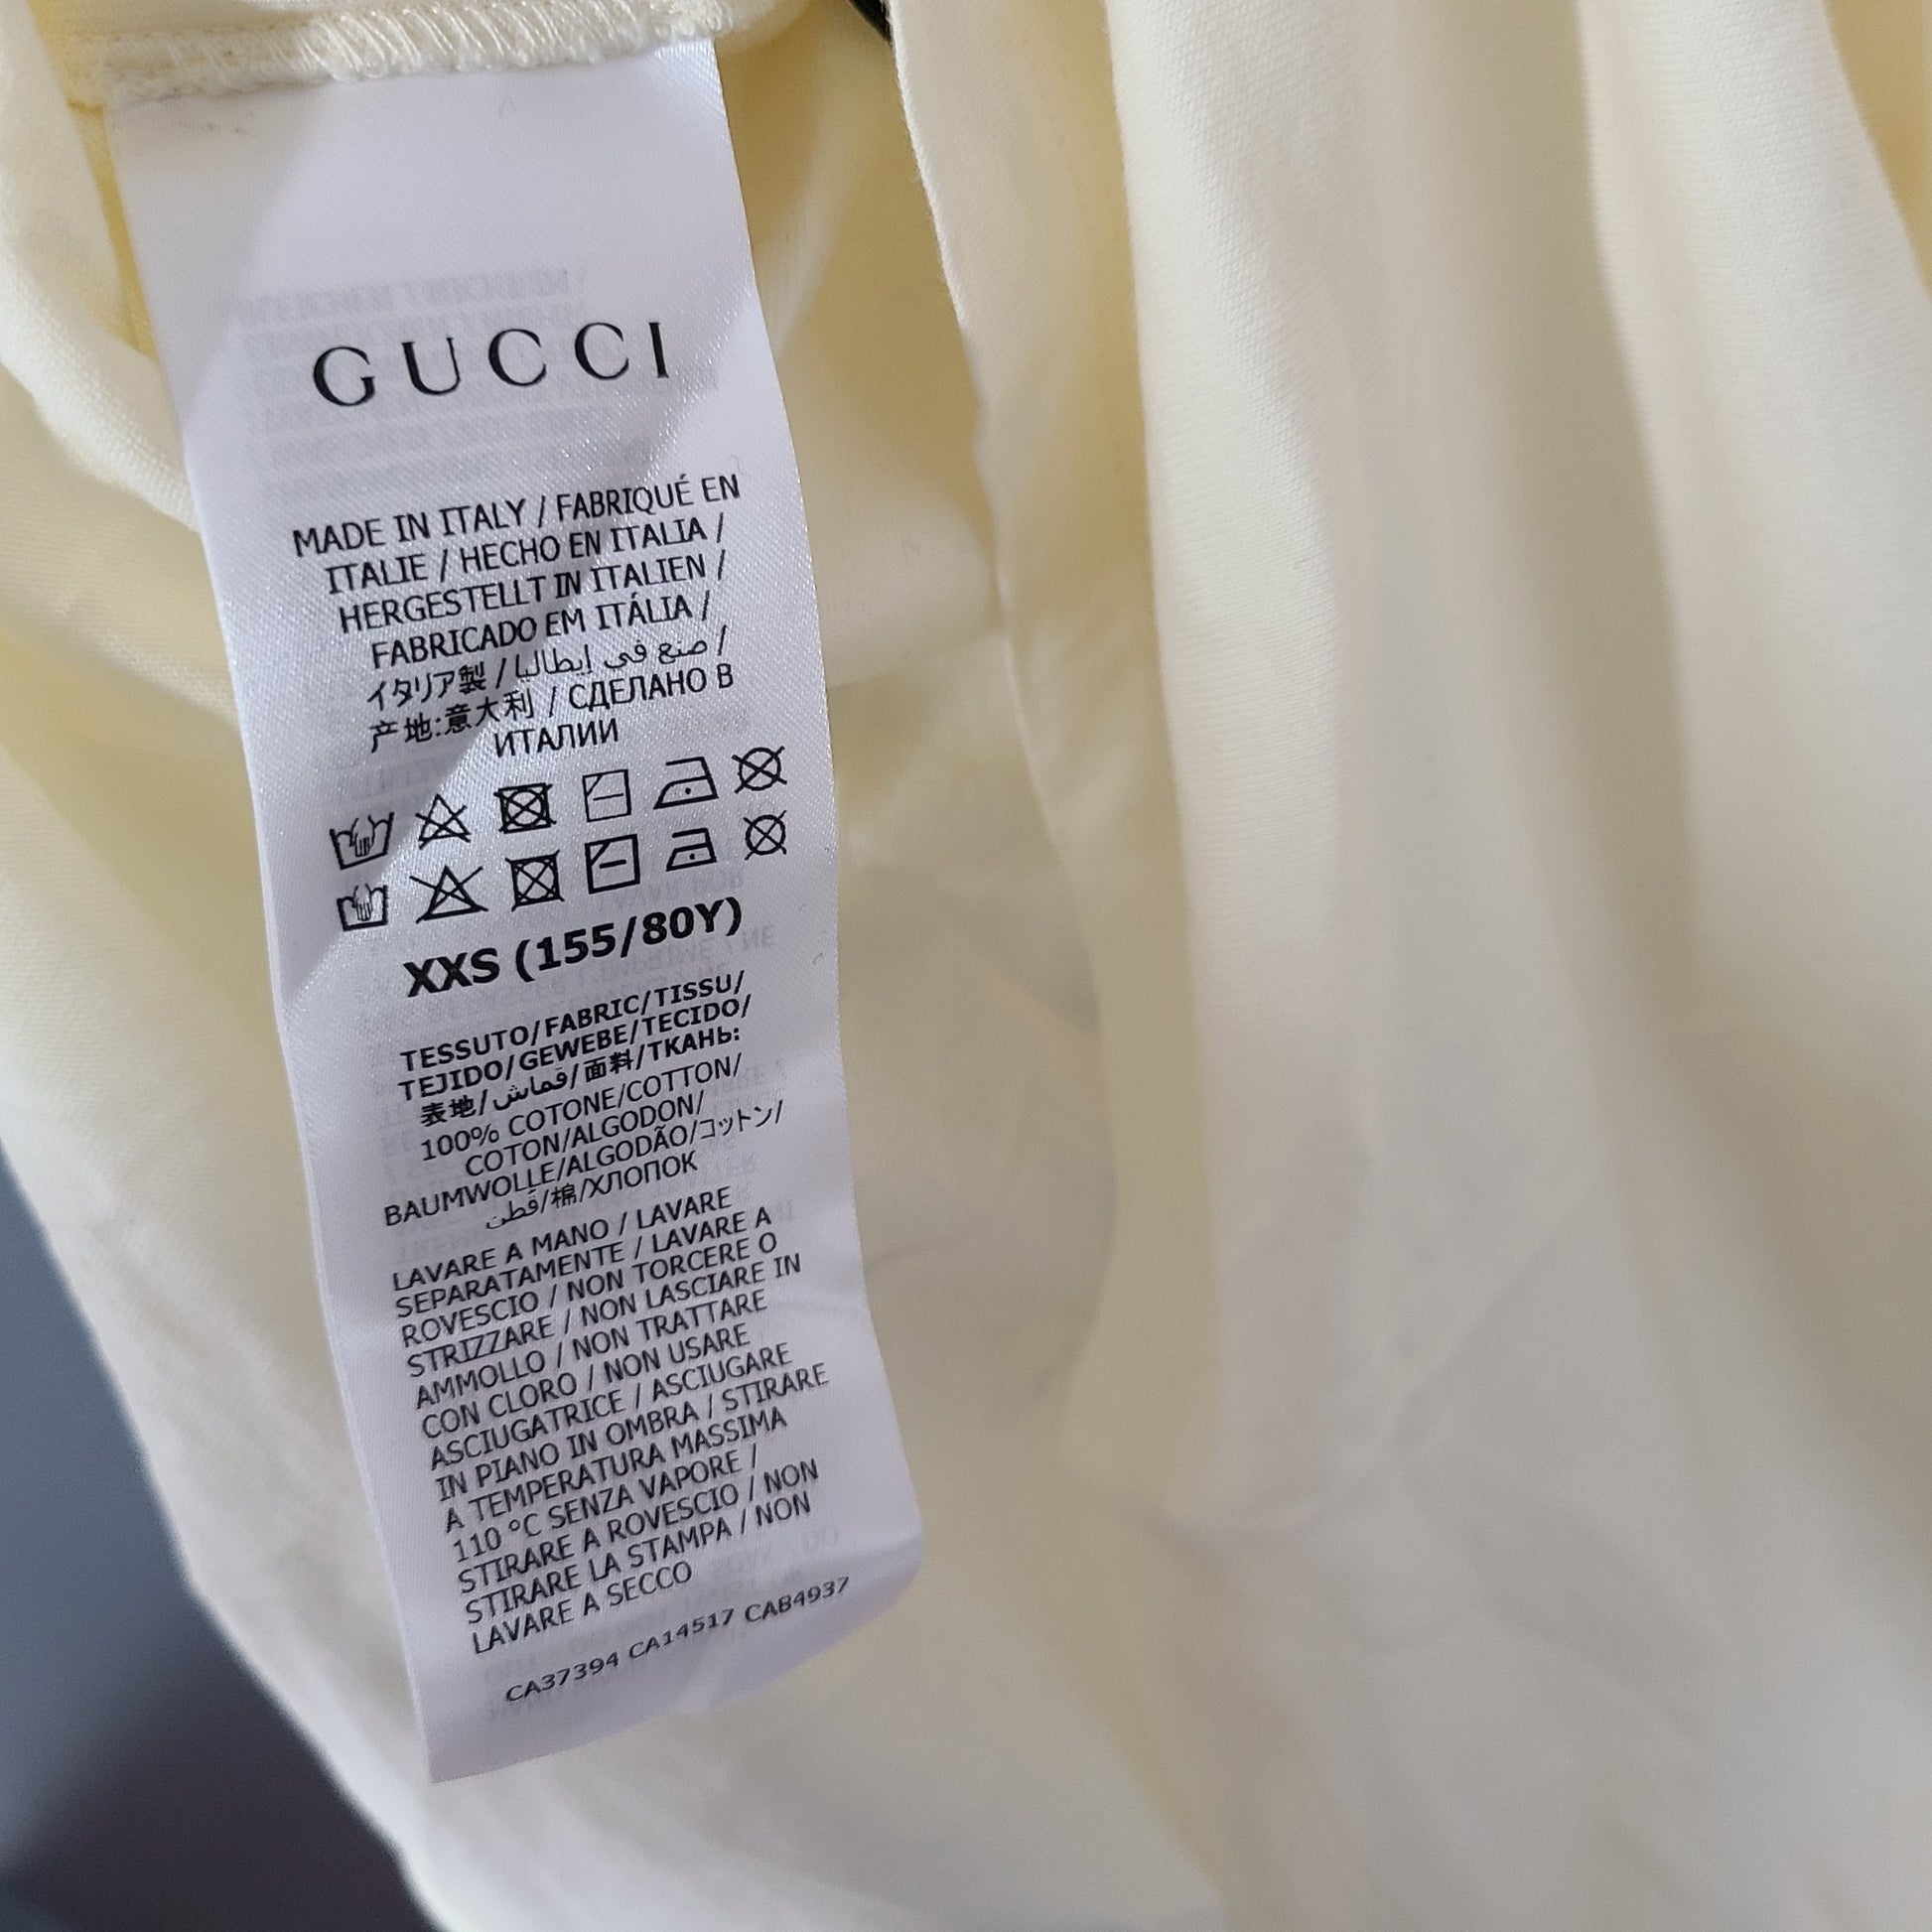 GUCCI
MADE IN ITALY / FABRIQUÉ EN
ITALIE / HECHO EN ITALIA /
HERGESTELLT IN ITALIEN /
FABRICADO EM ITÁLIA /
イタリア製 / صنع في إيطاليا /
产地:意大利 / СДЕЛАНО В
ИТАЛИИ
XXS (155/80Y)
TESSUTO/FABRIC/TISSU/
TEJIDO/GEWEBE/TECIDO/
表地/قماش/面料/ТКАНЬ:
100% COTONE/COTTON/
COTON/ALGODON/
BAUMWOLLE/ALGODÃO/コットン/
قطن/棉/ХЛОПОК
LAVARE A MANO / LAVARE
SEPARATAMENTE / LAVARE A
ROVESCIO / NON TORCERE O
STRIZZARE / NON LASCIARE IN
AMMOLLO / NON TRATTARE
CON CLORO / NON USARE
ASCIUGATRICE / ASCIUGARE
IN PIANO IN OMBRA / STIRARE
A TEMPERATURA MASSIMA
110 °C SENZA VAPORE /
STIRARE A ROVESCIO / NON
STIRARE LA STAMPA / NON
LAVARE A SECCO
CA37394 CA14517 CAB4937